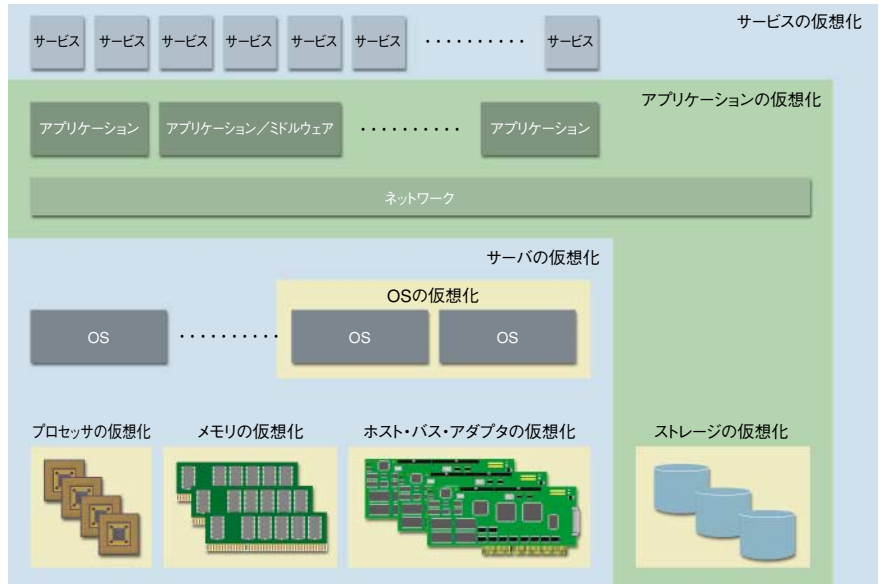 サービスの仮想化
サービス サービス サービス サービス サービス サービス ・・・・・・・・・・ サービス
アプリケーションの仮想化
アプリケーション アプリケーション／ミドルウェア ・・・・・・・・・・ アプリケーション
ネットワーク
サーバの仮想化
OSの仮想化
OS ・・・・・・・・・・ OS OS
プロセッサの仮想化 メモリの仮想化 ホスト・バス・アダプタの仮想化 ストレージの仮想化